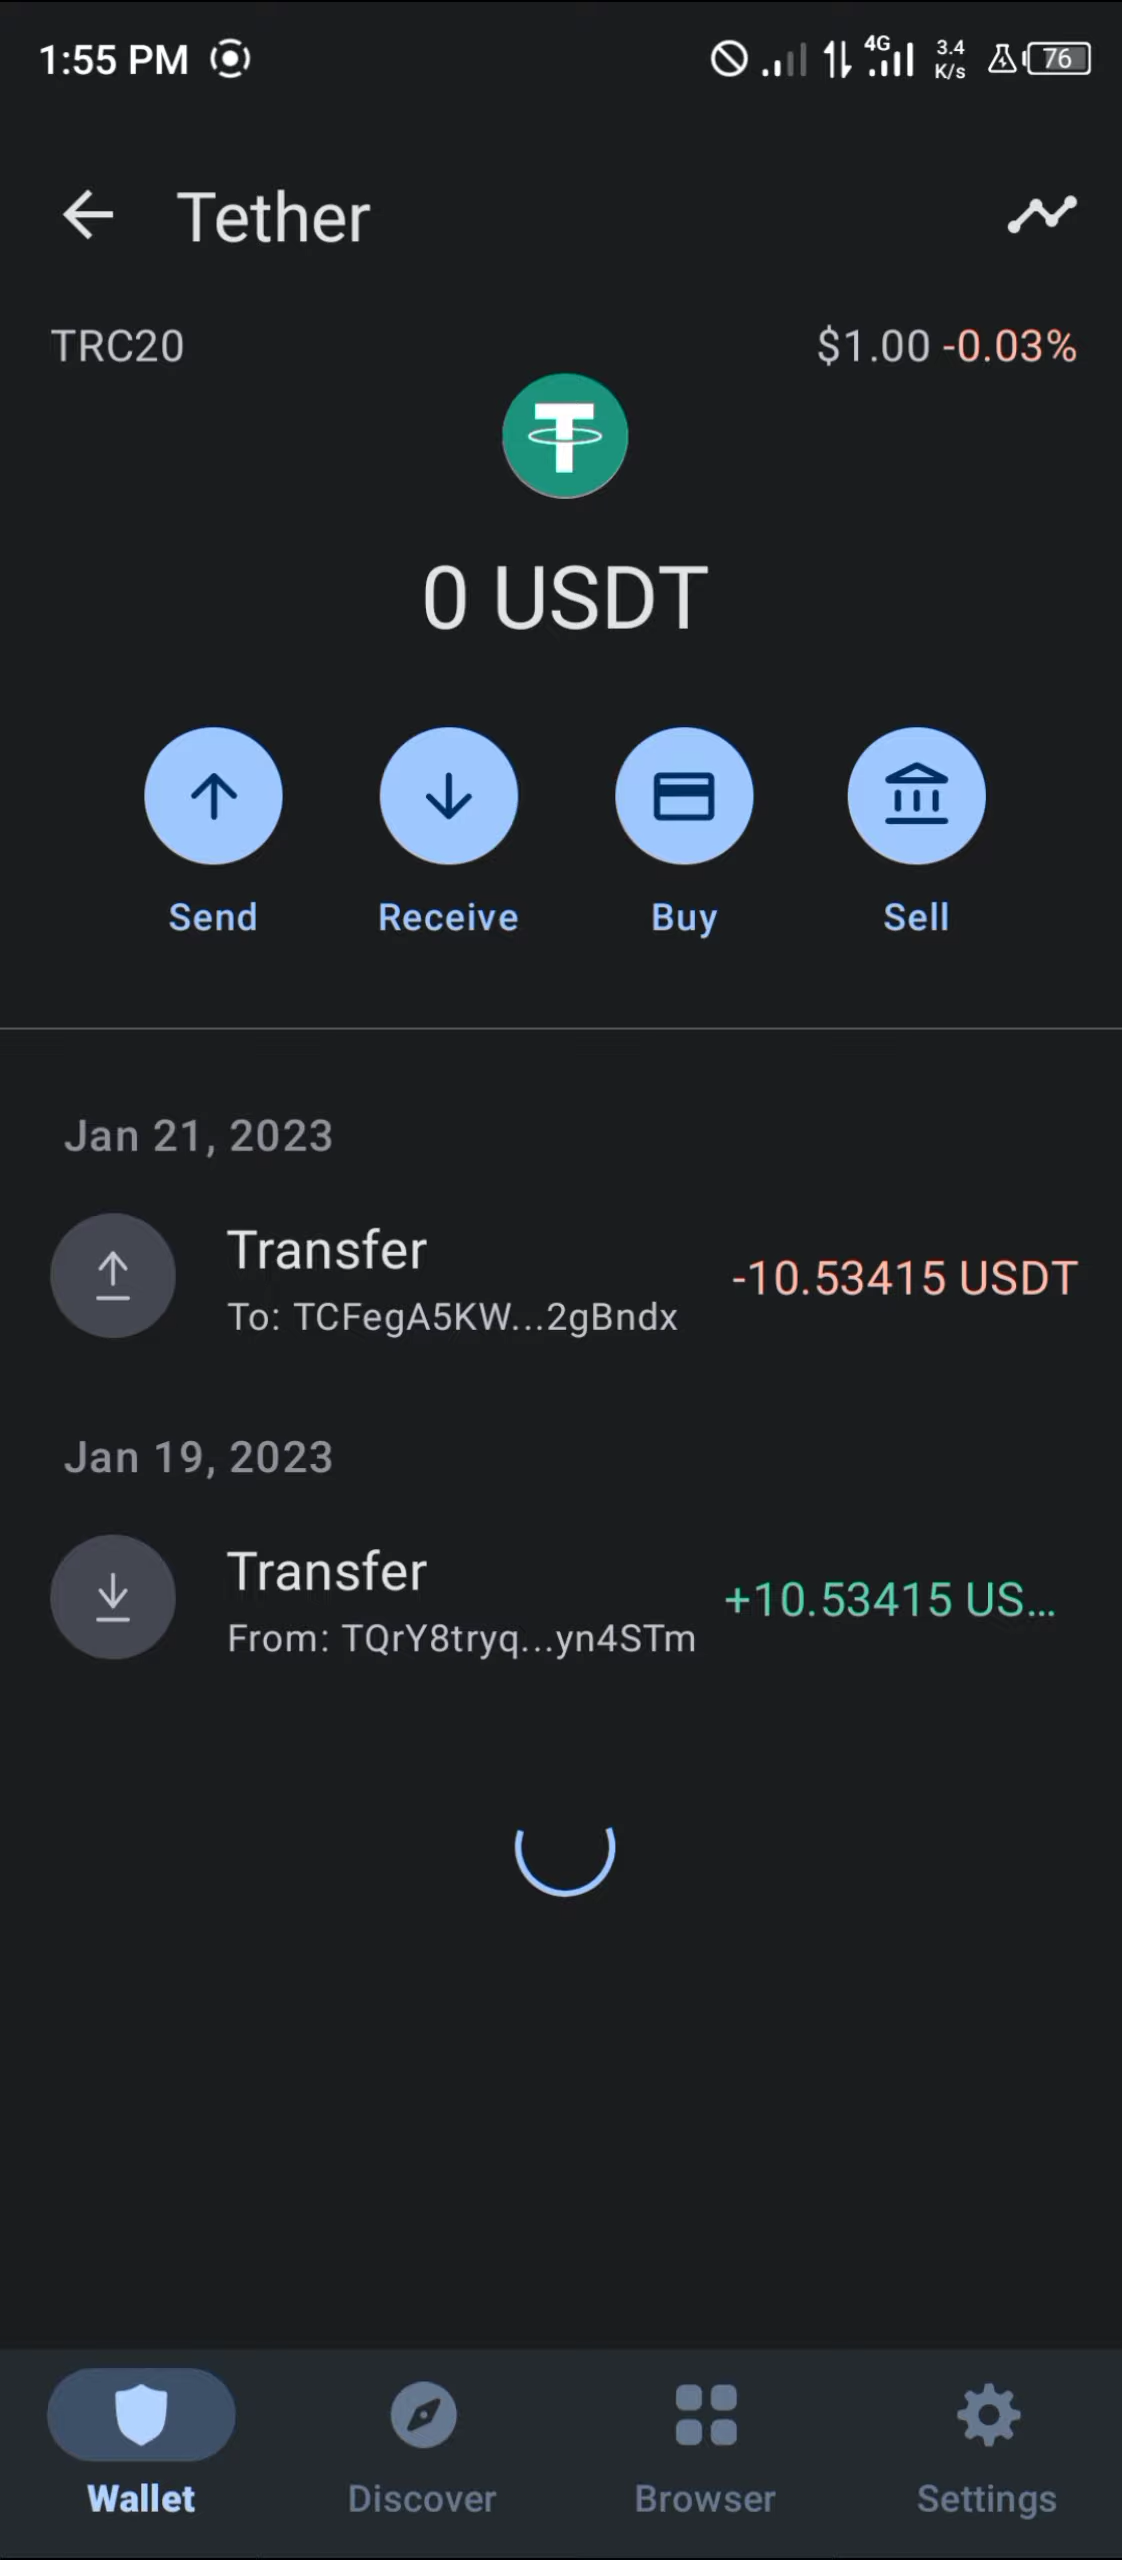 1:55 PM
4G
3.4 K/s
76
Tether
TRC20
$1.00 -0.03%
0 USDT
Send
Receive
Buy
Sell
Jan 21, 2023
Transfer
-10.53415 USDT
To: TCFegA5KW...2gBndx
Jan 19, 2023
Transfer
+10.53415 US...
From: TQrY8tryq...yn4STm
Wallet
Discover
Browser
Settings